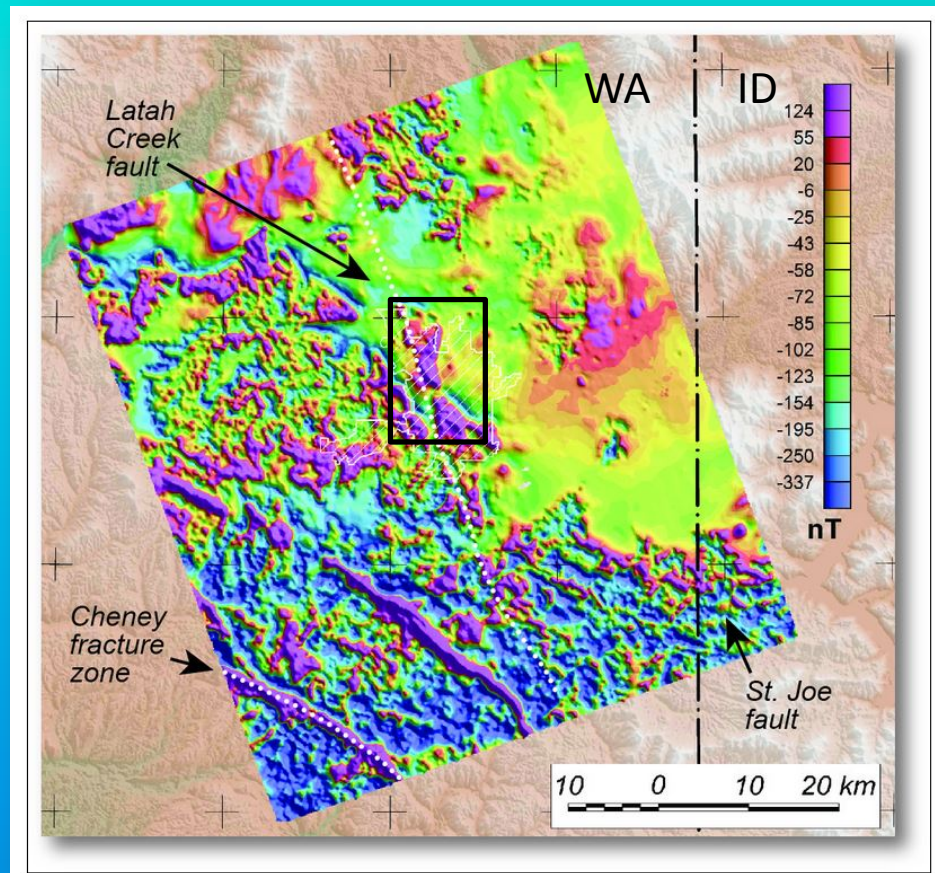 WA
ID
Latah
Creek
fault
124
55
20
-6
-25
-43
-58
-72
-85
-102
-123
-154
-195
-250
-337
nT
Cheney
fracture
zone
St. Joe
fault
10 0 10 20 km